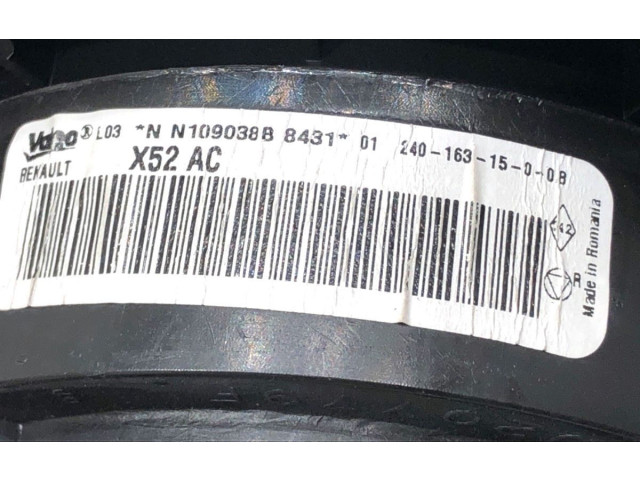 Valeo ® L03 *N N1090388 8431* 01 240-163-15-0-0B
RENAULT X52 AC
Made in Romania
R